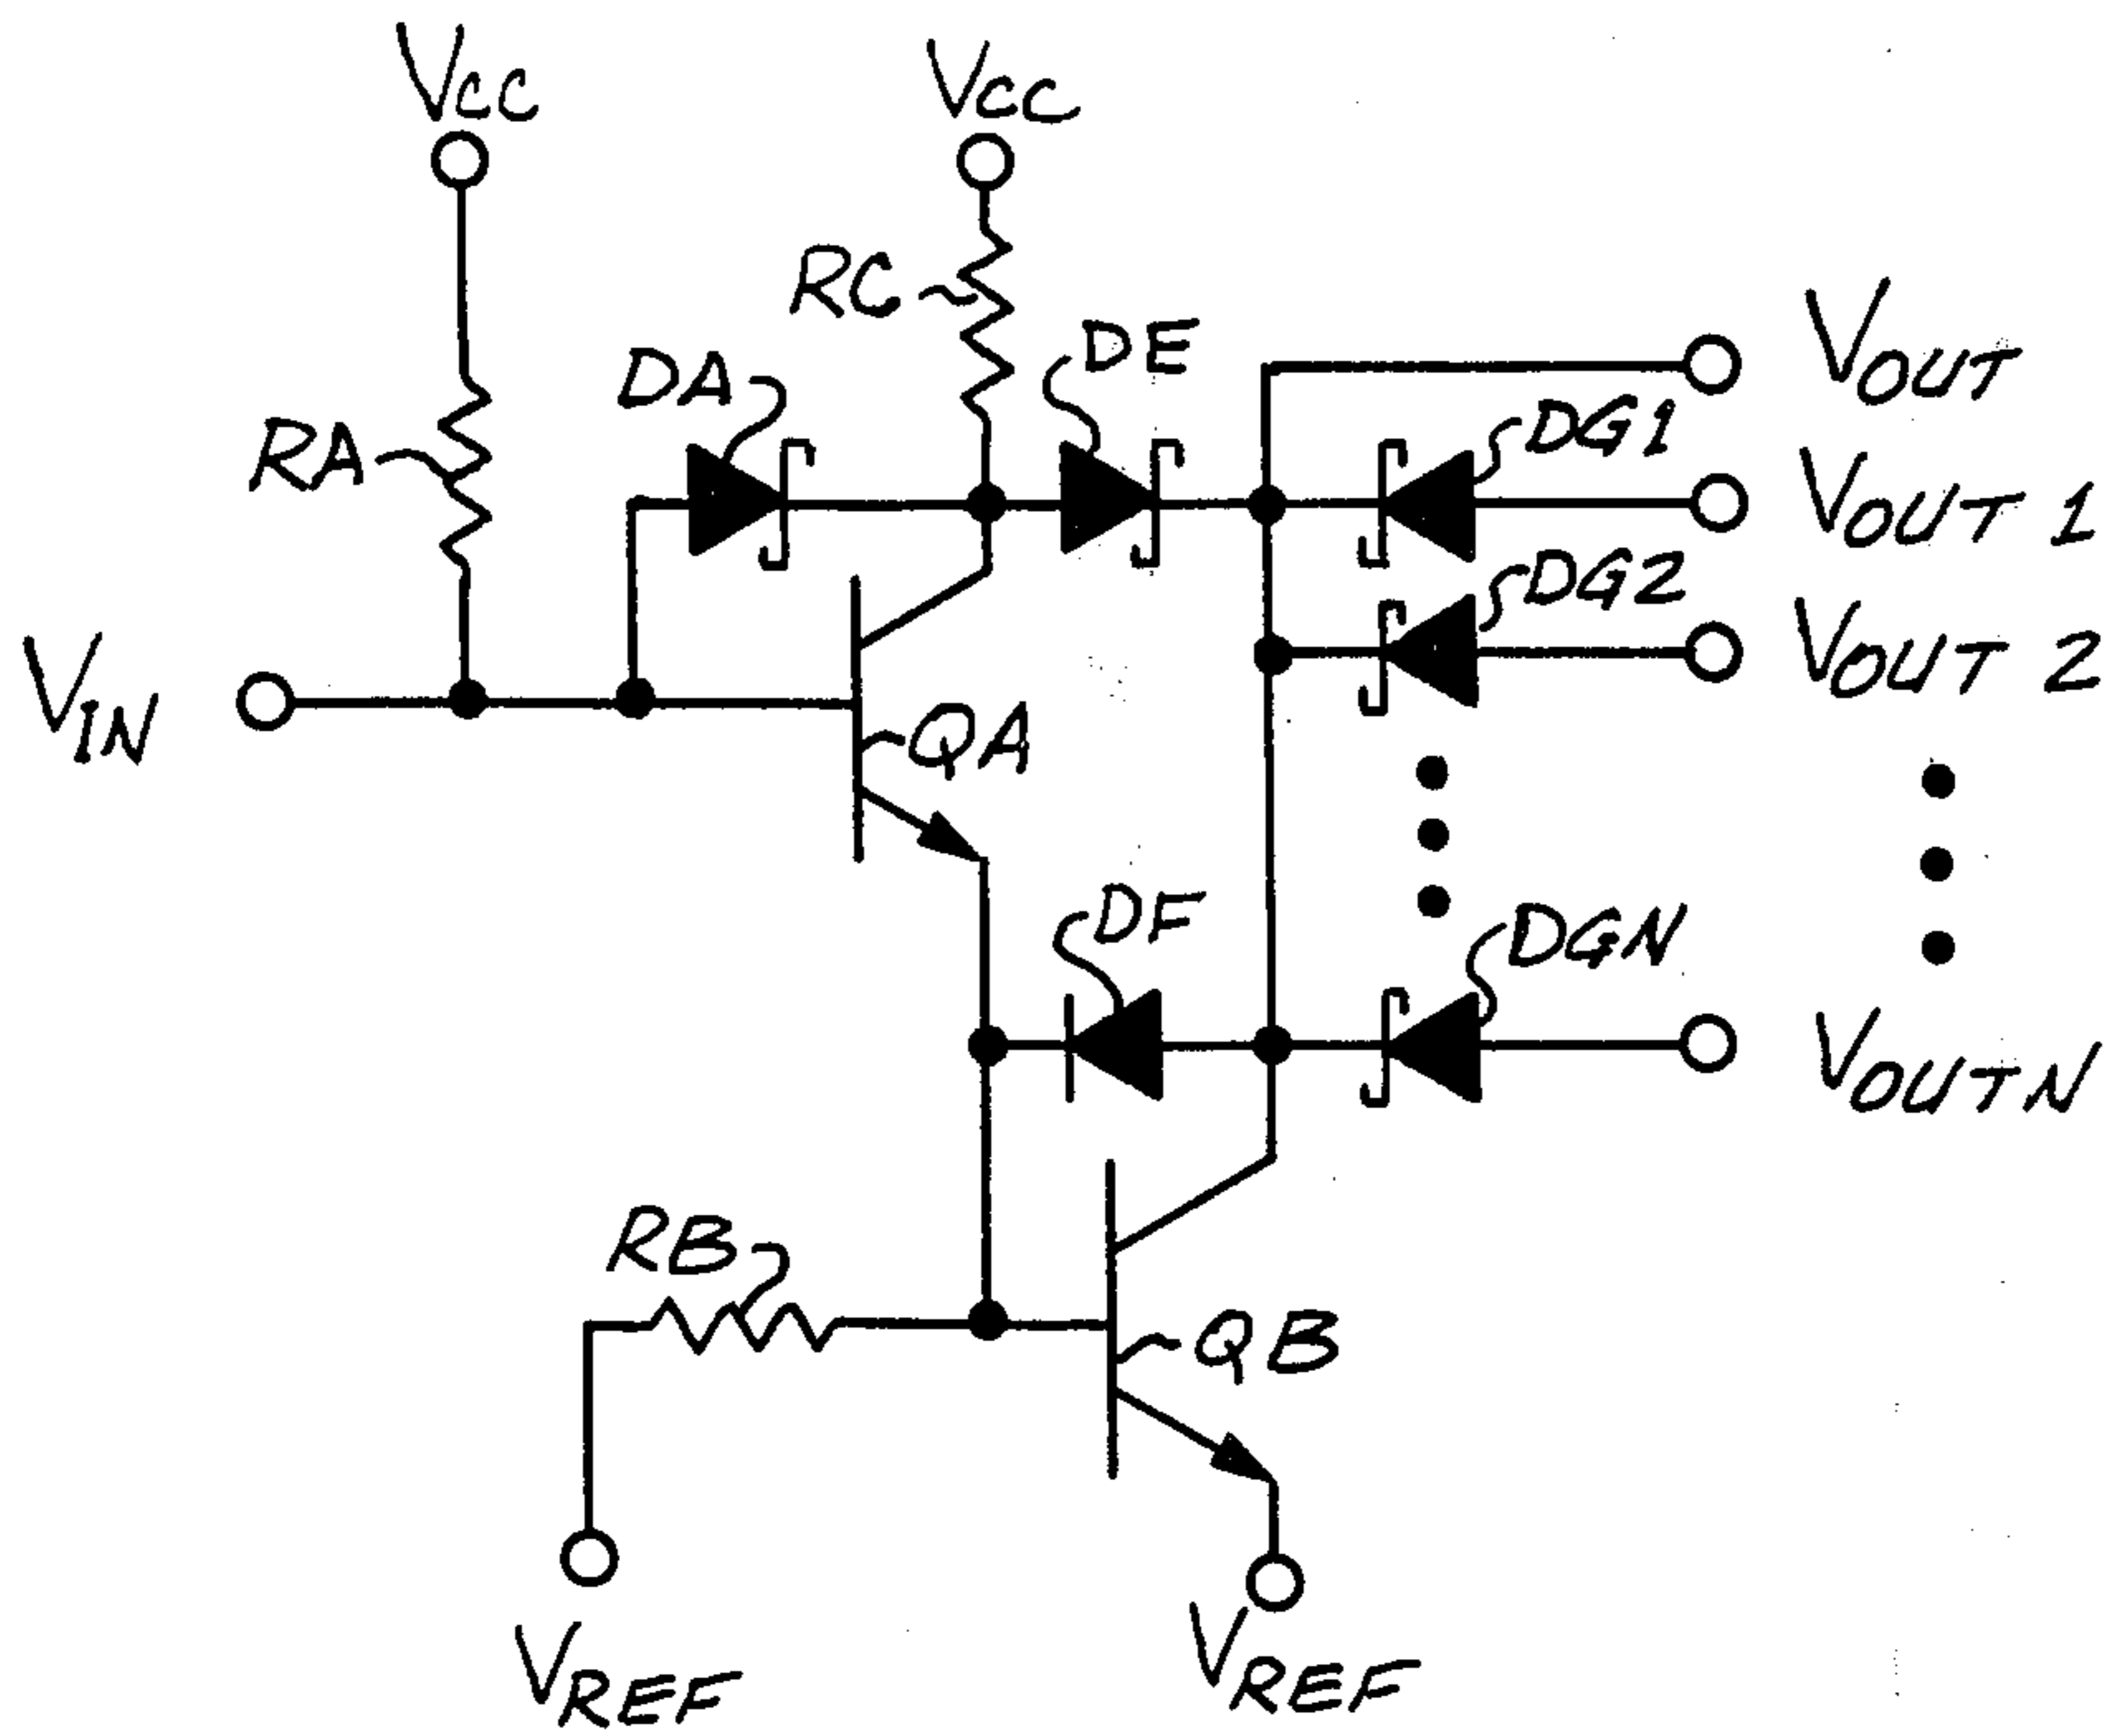 VCC
VCC
RC
DE
VOUT
DA
RA
DG1
VOUT 1
DG2
VOUT 2
VIN
QA
DF
DGN
VOUTN
RB
QB
VREF
VREF